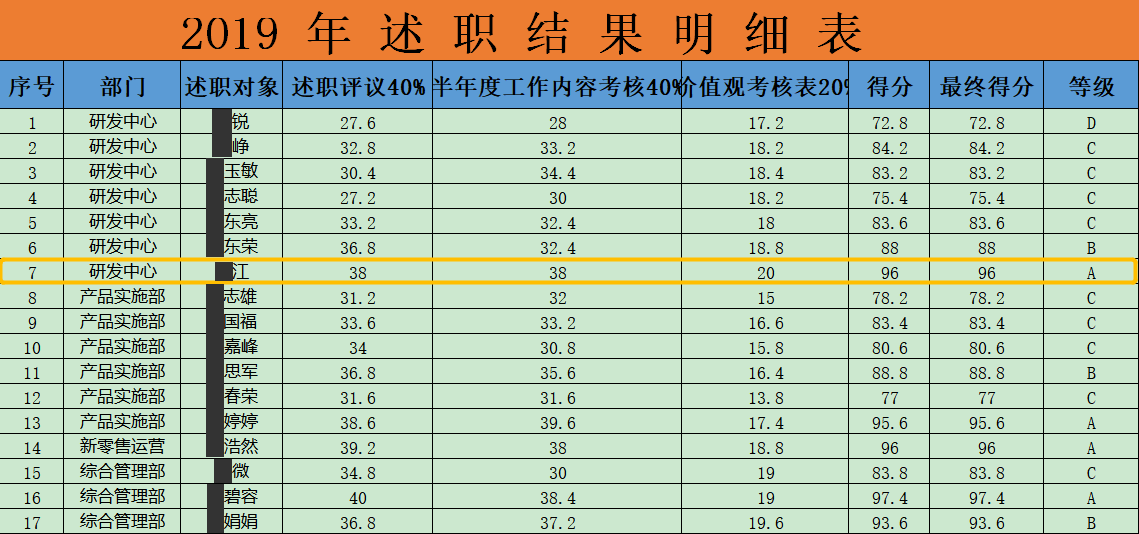 2019 年 述 职 结 果 明 细 表
序号 部门 述职对象 述职评议40% 半年度工作内容考核40% 价值观考核表20% 得分 最终得分 等级
1 研发中心 锐 27.6 28 17.2 72.8 72.8 D
2 研发中心 峥 32.8 33.2 18.2 84.2 84.2 C
3 研发中心 玉敏 30.4 34.4 18.4 83.2 83.2 C
4 研发中心 志聪 27.2 30 18.2 75.4 75.4 C
5 研发中心 东亮 33.2 32.4 18 83.6 83.6 C
6 研发中心 东荣 36.8 32.4 18.8 88 88 B
7 研发中心 江 38 38 20 96 96 A
8 产品实施部 志雄 31.2 32 15 78.2 78.2 C
9 产品实施部 国福 33.6 33.2 16.6 83.4 83.4 C
10 产品实施部 嘉峰 34 30.8 15.8 80.6 80.6 C
11 产品实施部 思军 36.8 35.6 16.4 88.8 88.8 B
12 产品实施部 春荣 31.6 31.6 13.8 77 77 C
13 产品实施部 婷婷 38.6 39.6 17.4 95.6 95.6 A
14 新零售运营 浩然 39.2 38 18.8 96 96 A
15 综合管理部 微 34.8 30 19 83.8 83.8 C
16 综合管理部 碧容 40 38.4 19 97.4 97.4 A
17 综合管理部 娟娟 36.8 37.2 19.6 93.6 93.6 B